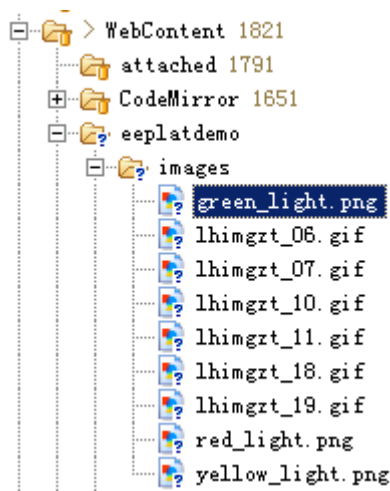 > WebContent 1821
attached 1791
CodeMirror 1651
eeplatdemo
images
green_light.png
lhimgzt_06.gif
lhimgzt_07.gif
lhimgzt_10.gif
lhimgzt_11.gif
lhimgzt_18.gif
lhimgzt_19.gif
red_light.png
yellow_light.png